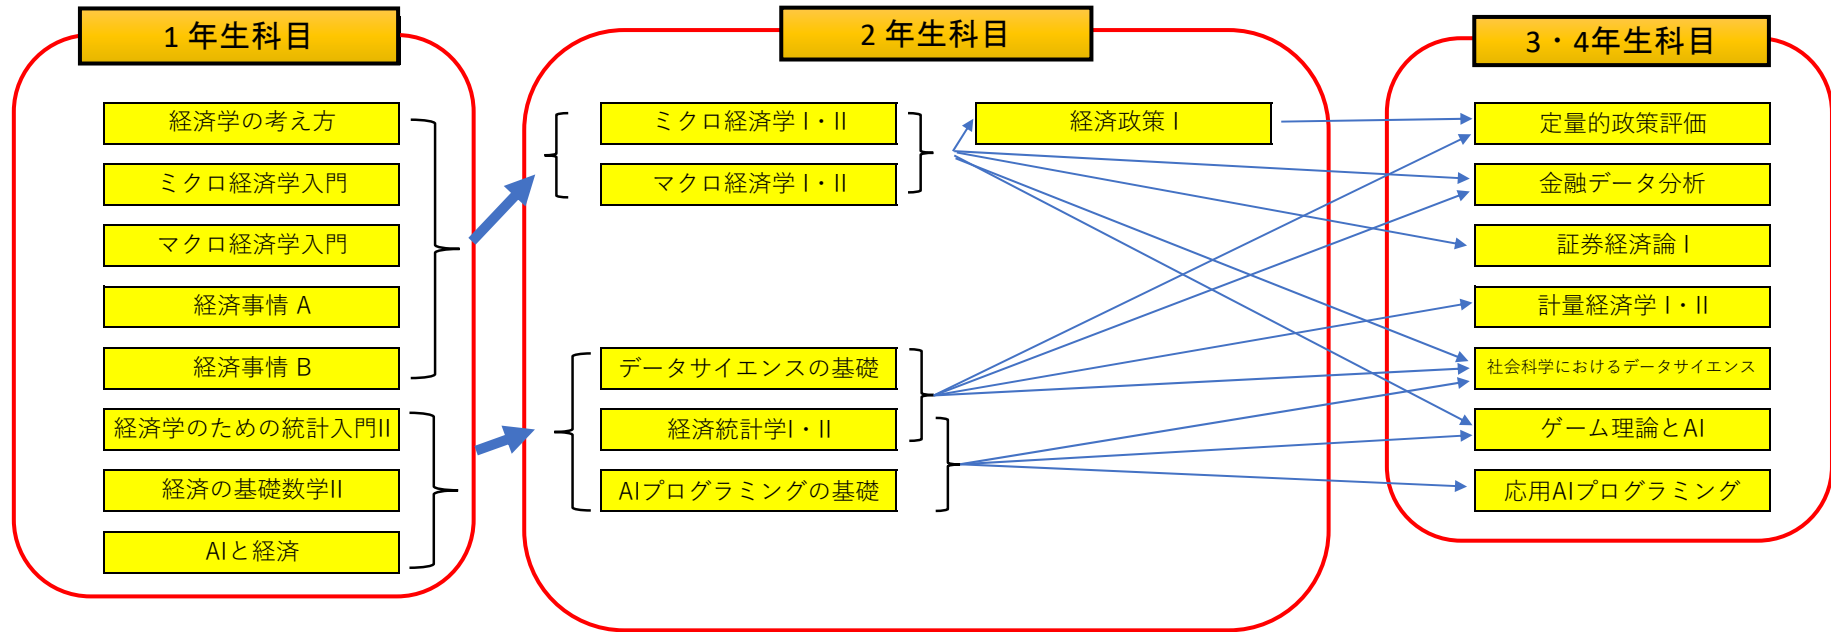 1 年生科目
経済学の考え方
ミクロ経済学入門
マクロ経済学入門
経済事情 A
経済事情 B
経済学のための統計入門II
経済の基礎数学II
AIと経済
2 年生科目
ミクロ経済学 I・II
マクロ経済学 I・II
経済政策 I
データサイエンスの基礎
経済統計学I・II
AIプログラミングの基礎
3・4年生科目
定量的政策評価
金融データ分析
証券経済論 I
計量経済学 I・II
社会科学におけるデータサイエンス
ゲーム理論とAI
応用AIプログラミング